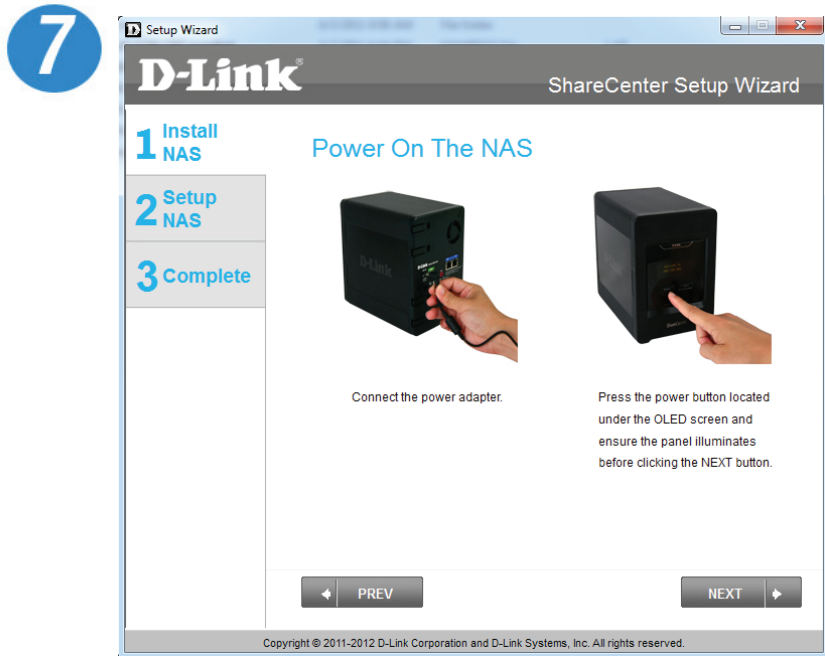 7
Setup Wizard
D-Link®
ShareCenter Setup Wizard
1 Install
NAS
2 Setup
NAS
3 Complete
Power On The NAS
D-Link
Connect the power adapter.
Press the power button located
under the OLED screen and
ensure the panel illuminates
before clicking the NEXT button.
PREV
NEXT
Copyright © 2011-2012 D-Link Corporation and D-Link Systems, Inc. All rights reserved.